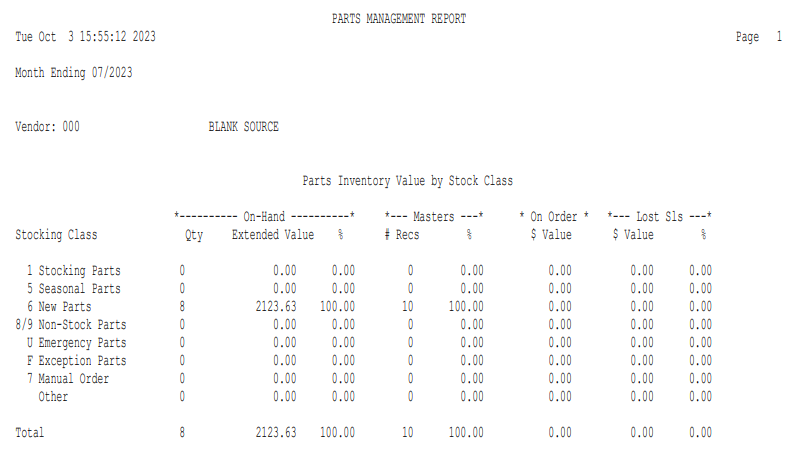 PARTS MANAGEMENT REPORT
Tue Oct  3 15:55:12 2023                                                                 Page   1
Month Ending 07/2023
Vendor: 000                      BLANK SOURCE
Parts Inventory Value by Stock Class
*---------- On-Hand ----------*     *--- Masters ---*      * On Order *   *--- Lost Sls ---*
Stocking Class               Qty     Extended Value    %       # Recs        %          $ Value       $ Value        %
1 Stocking Parts          0               0.00      0.00         0        0.00           0.00          0.00      0.00
5 Seasonal Parts          0               0.00      0.00         0        0.00           0.00          0.00      0.00
6 New Parts               8            2123.63    100.00        10      100.00           0.00          0.00      0.00
8/9 Non-Stock Parts         0               0.00      0.00         0        0.00           0.00          0.00      0.00
U Emergency Parts         0               0.00      0.00         0        0.00           0.00          0.00      0.00
F Exception Parts         0               0.00      0.00         0        0.00           0.00          0.00      0.00
7 Manual Order            0               0.00      0.00         0        0.00           0.00          0.00      0.00
Other                   0               0.00      0.00         0        0.00           0.00          0.00      0.00
Total                       8            2123.63    100.00        10      100.00           0.00          0.00      0.00